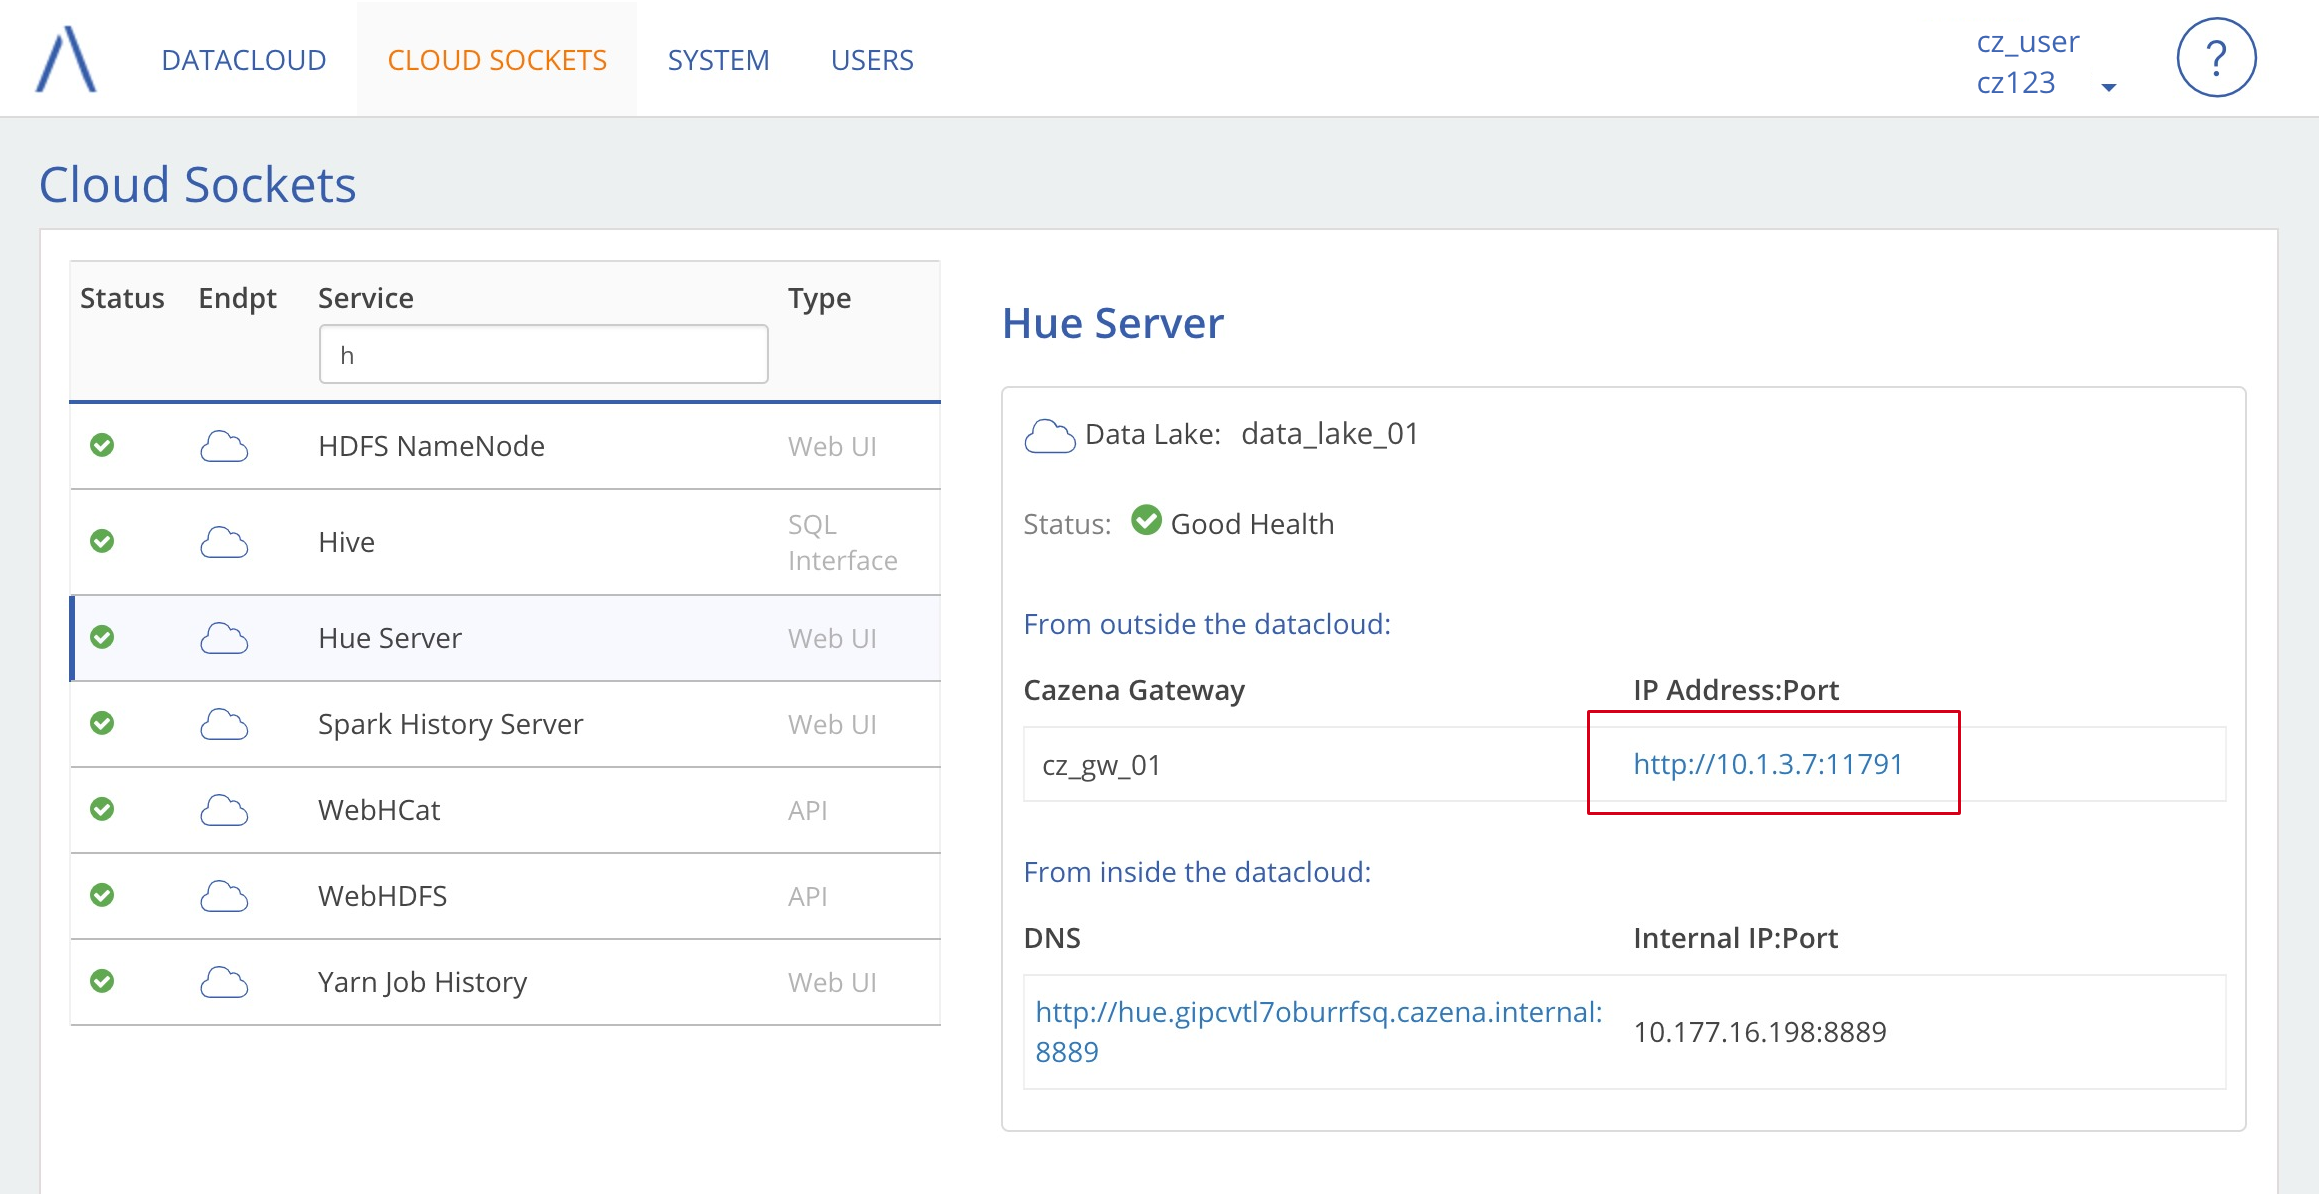 DATACLOUD CLOUD SOCKETS SYSTEM USERS
cz_user
cz123
?
Cloud Sockets
Status Endpt Service Type
h
HDFS NameNode Web UI
Hive SQL
Interface
Hue Server Web UI
Spark History Server Web UI
WebHCat API
WebHDFS API
Yarn Job History Web UI
Hue Server
Data Lake: data_lake_01
Status: Good Health
From outside the datacloud:
Cazena Gateway IP Address:Port
cz_gw_01 http://10.1.3.7:11791
From inside the datacloud:
DNS Internal IP:Port
http://hue.gipcvtl7oburrfsq.cazena.internal:
8889
10.177.16.198:8889